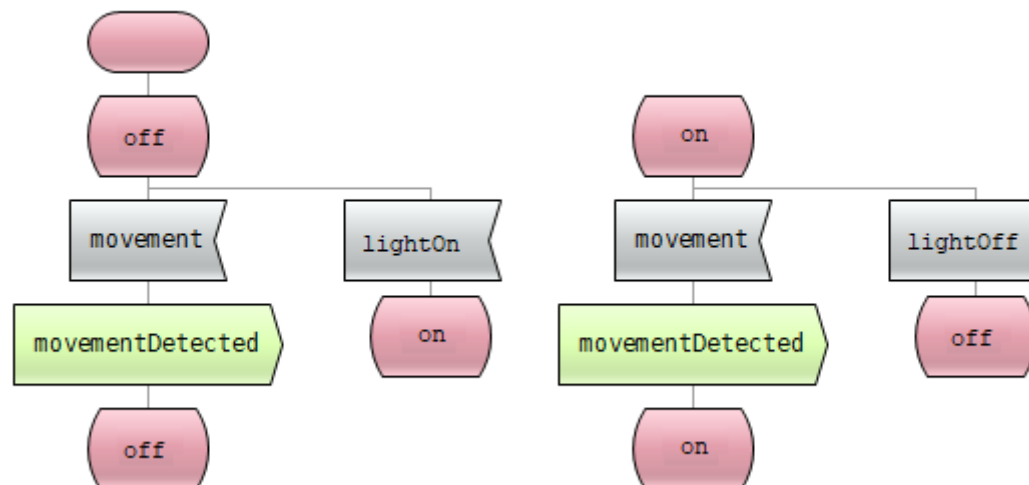 off
on
movement
lightOn
movement
lightOff
movementDetected
on
movementDetected
off
off
on